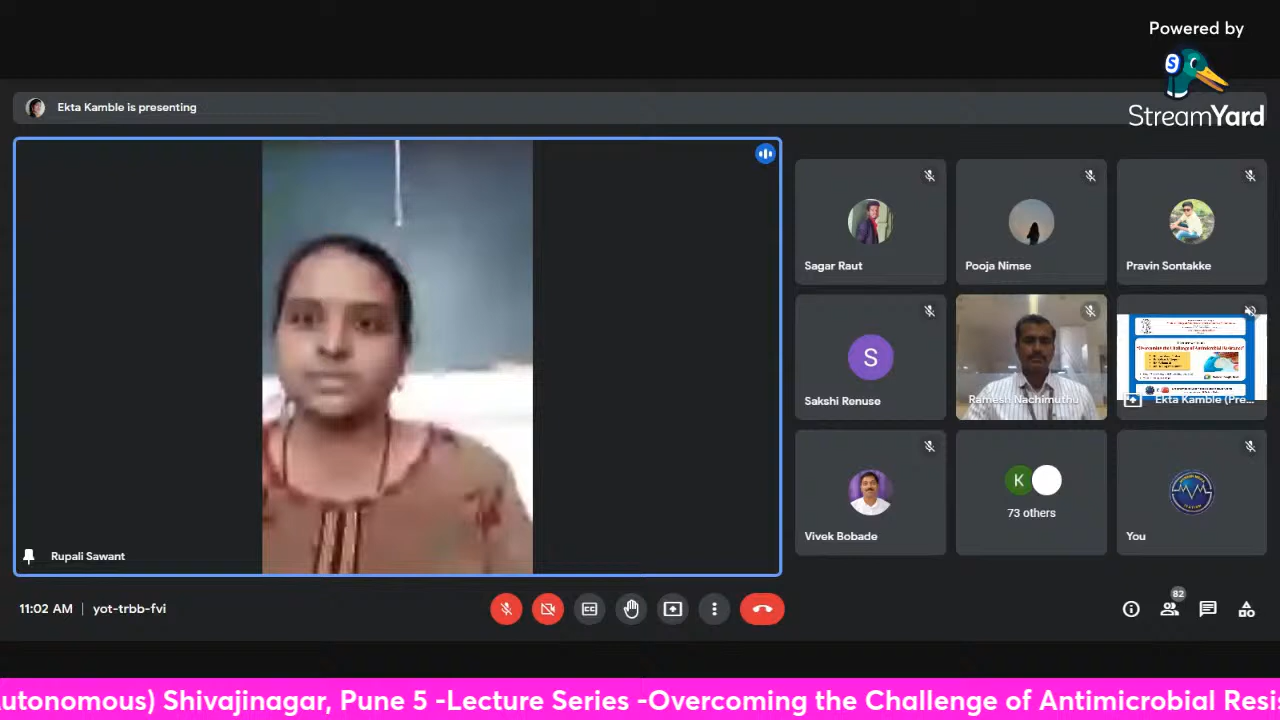 Powered by
S
StreamYard
Ekta Kamble is presenting
Sagar Raut
Pooja Nimse
Pravin Sontakke
S
Sakshi Renuse
Ramesh Nachimuthu
Ekta Kamble (Pre...
Vivek Bobade
K
73 others
You
Rupali Sawant
11:02 AM | yot-trbb-fvi
CC
82
utonomous) Shivajinagar, Pune 5 -Lecture Series -Overcoming the Challenge of Antimicrobial Resis